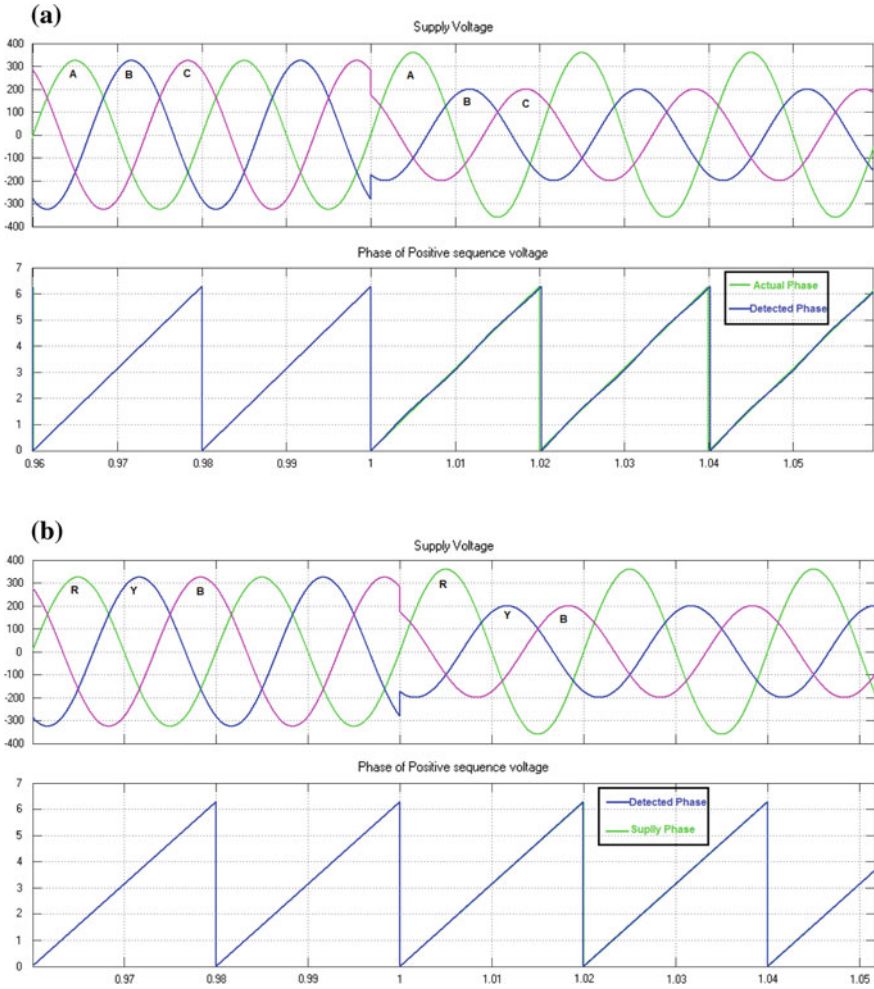 (a)
Supply Voltage
400
300
200
100
0
-100
-200
-300
-400
A B C A B C
Phase of Positive sequence voltage
7
6
5
4
3
2
1
0
Actual Phase
Detected Phase
0.96 0.97 0.98 0.99 1 1.01 1.02 1.03 1.04 1.05
(b)
Supply Voltage
400
300
200
100
0
-100
-200
-300
-400
R Y B R Y B
Phase of Positive sequence voltage
7
6
5
4
3
2
1
0
Detected Phase
Suplly Phase
0.97 0.98 0.99 1 1.01 1.02 1.03 1.04 1.05